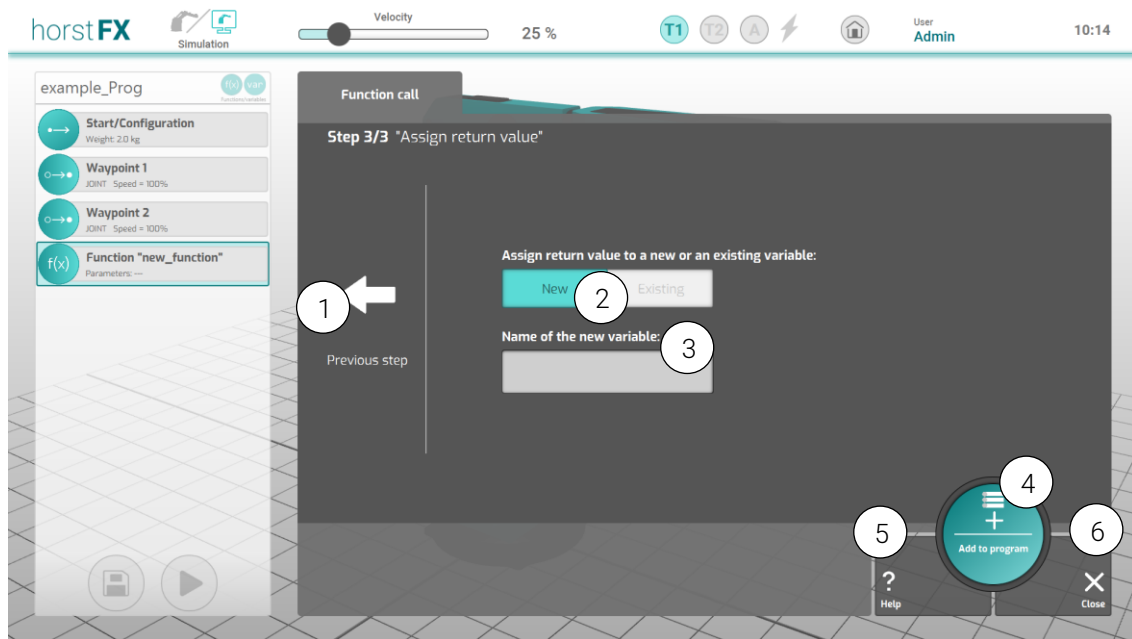 horstFX
Simulation
Velocity
25 %
T1
T2
A
User
Admin
10:14
example_Prog
f(x)
var
Functions/variables
Start/Configuration
Weight: 2.0 kg
Waypoint 1
JOINT Speed = 100%
Waypoint 2
JOINT Speed = 100%
f(x)
Function "new_function"
Parameters: ---
Function call
Step 3/3 "Assign return value"
1
Previous step
Assign return value to a new or an existing variable:
New
2
Existing
Name of the new variable:
3
4
Add to program
5
?
Help
6
Close